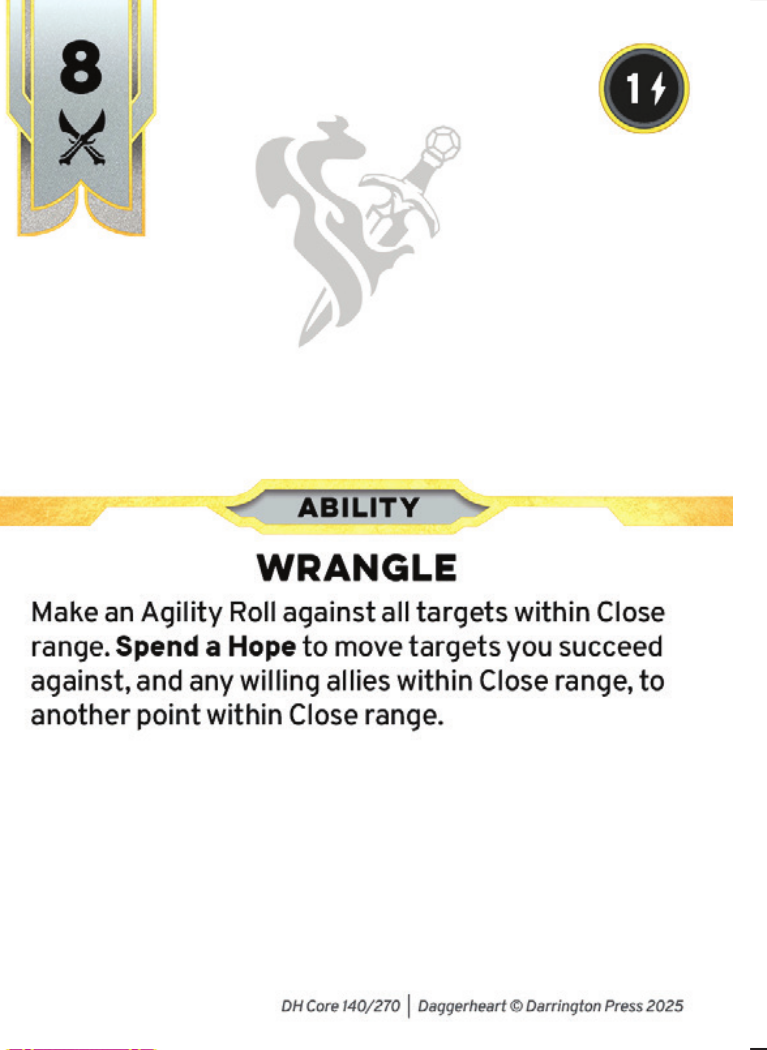 8
1
ABILITY
WRANGLE
Make an Agility Roll against all targets within Close
range. Spend a Hope to move targets you succeed
against, and any willing allies within Close range, to
another point within Close range.
DH Core 140/270 | Daggerheart © Darrington Press 2025